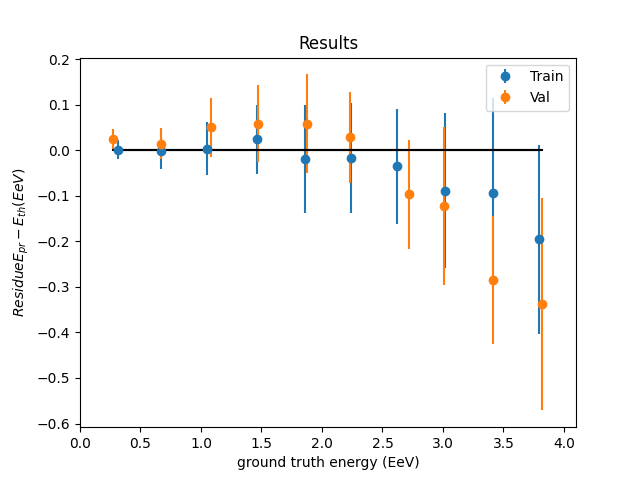 Results
Train
Val
0.2
0.1
0.0
−0.1
−0.2
−0.3
−0.4
−0.5
−0.6
ResidueE_{pr} − E_{th}(EeV)
0.0 0.5 1.0 1.5 2.0 2.5 3.0 3.5 4.0
ground truth energy (EeV)